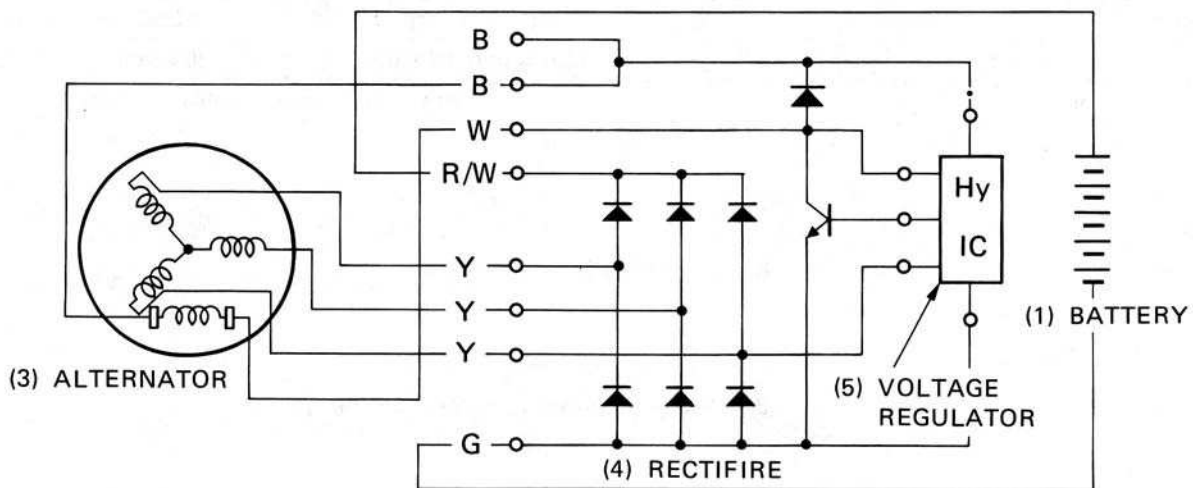 B
B
W
R/W
Y
Y
Y
G
Hy
IC
(1) BATTERY
(3) ALTERNATOR
(5) VOLTAGE
REGULATOR
(4) RECTIFIRE